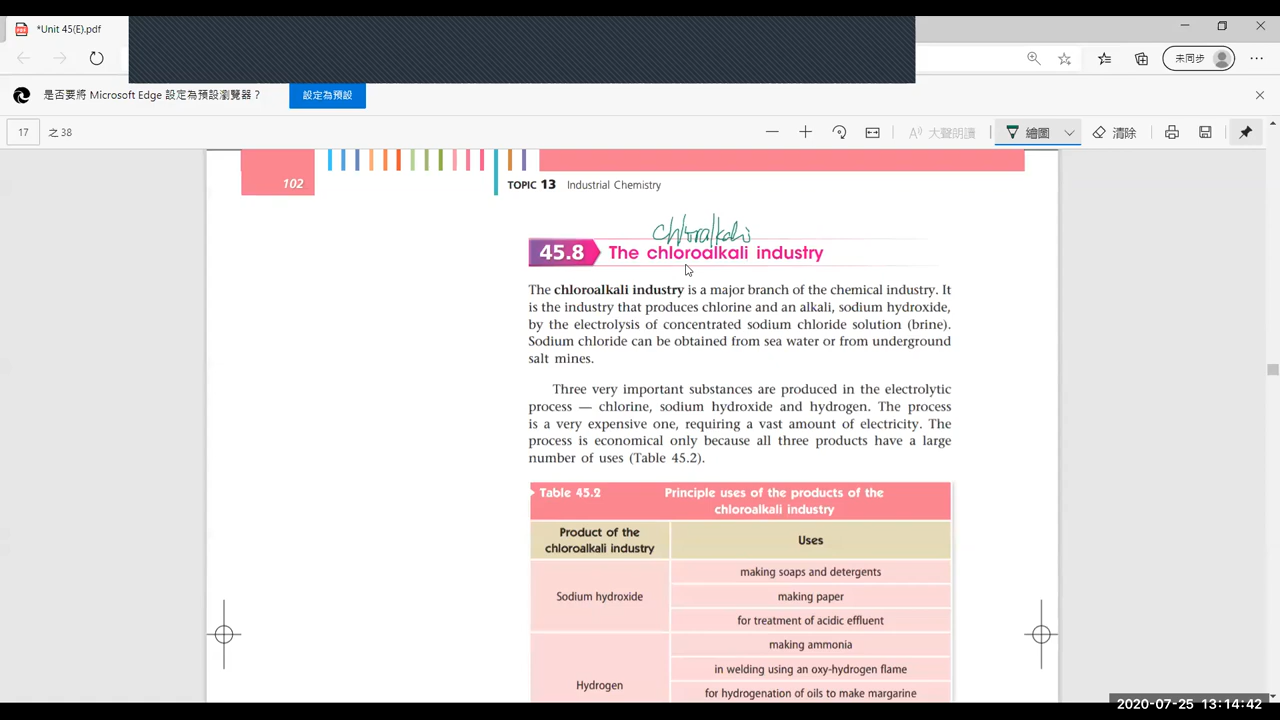 *Unit 45(E).pdf
未同步
是否要將 Microsoft Edge 設定為預設瀏覽器？
設定為預設
17 之 38
大聲朗讀
繪圖
清除
102
TOPIC 13 Industrial Chemistry
chloralkali
45.8 The chloroalkali industry
The chloroalkali industry is a major branch of the chemical industry. It
is the industry that produces chlorine and an alkali, sodium hydroxide,
by the electrolysis of concentrated sodium chloride solution (brine).
Sodium chloride can be obtained from sea water or from underground
salt mines.
Three very important substances are produced in the electrolytic
process — chlorine, sodium hydroxide and hydrogen. The process
is a very expensive one, requiring a vast amount of electricity. The
process is economical only because all three products have a large
number of uses (Table 45.2).
Table 45.2 Principle uses of the products of the
chloroalkali industry
Product of the
chloroalkali industry
Uses
Sodium hydroxide
making soaps and detergents
making paper
for treatment of acidic effluent
Hydrogen
making ammonia
in welding using an oxy-hydrogen flame
for hydrogenation of oils to make margarine
2020-07-25 13:14:42